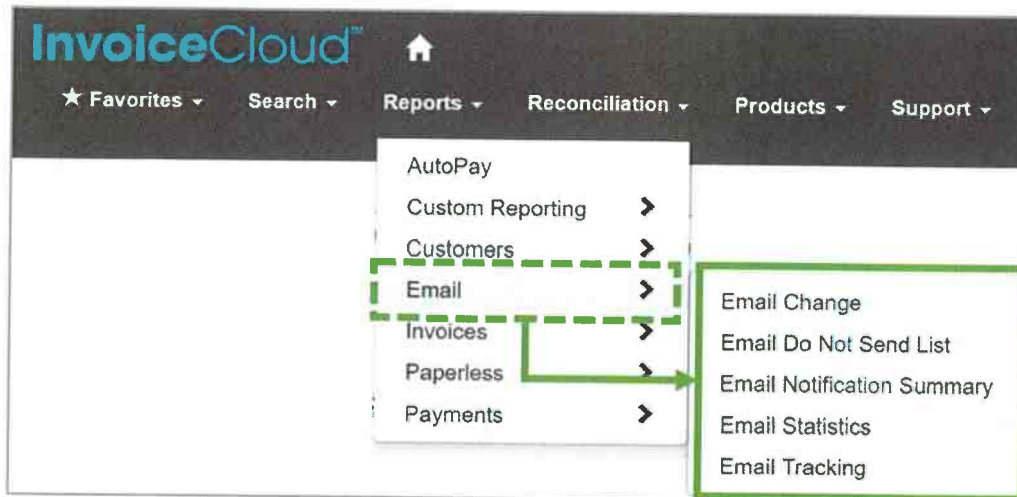 InvoiceCloud™
★ Favorites Search Reports Reconciliation Products Support
AutoPay
Custom Reporting
Customers
Email
Invoices
Paperless
Payments
Email Change
Email Do Not Send List
Email Notification Summary
Email Statistics
Email Tracking